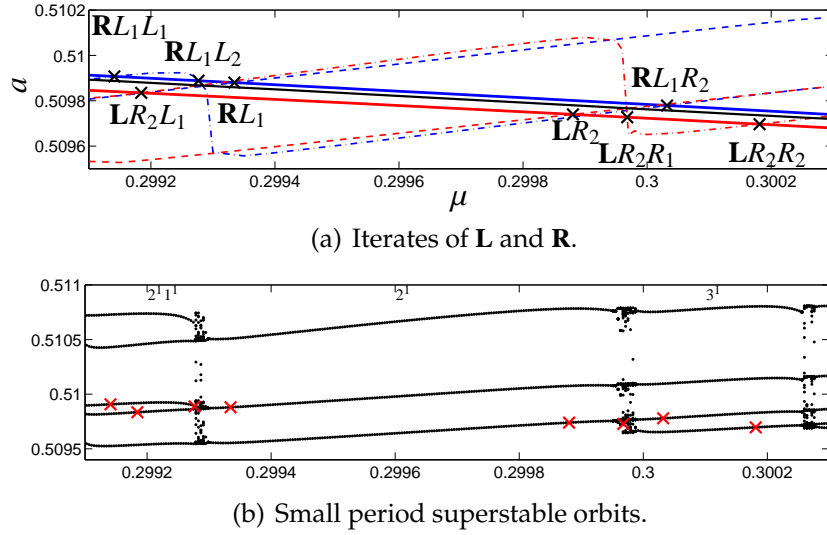 0.5102
0.51
0.5098
0.5096
a
RL₁L₁
RL₁L₂
RL₁
LR₂L₁
RL₁R₂
LR₂
LR₂R₁
LR₂R₂
0.2992 0.2994 0.2996 0.2998 0.3 0.3002
μ
(a) Iterates of L and R.
0.511
0.5105
0.51
0.5095
2¹1¹ 2¹ 3¹
0.2992 0.2994 0.2996 0.2998 0.3 0.3002
(b) Small period superstable orbits.